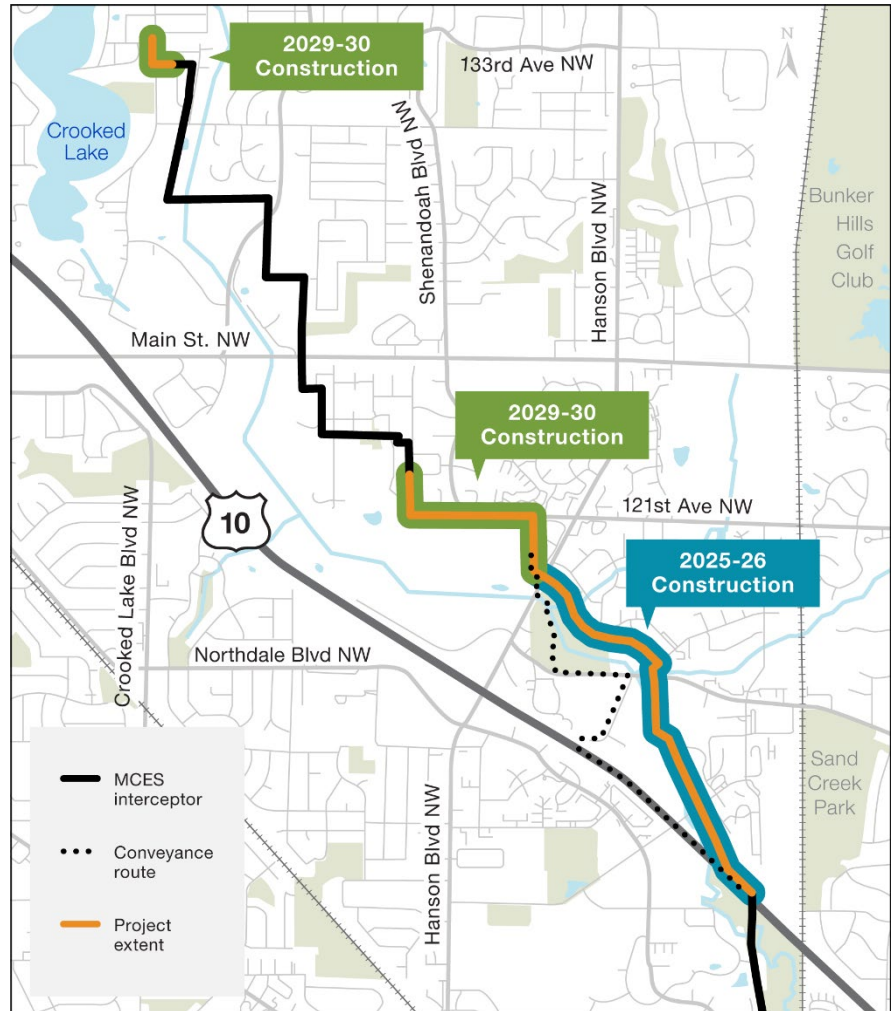 2029-30
Construction
N
133rd Ave NW
Crooked
Lake
Shenandoah Blvd NW
Hanson Blvd NW
Bunker
Hills
Golf
Club
Main St. NW
2029-30
Construction
121st Ave NW
10
Crooked Lake Blvd NW
2025-26
Construction
Northdale Blvd NW
Hanson Blvd NW
Sand
Creek
Park
MCES
interceptor
Conveyance
route
Project
extent